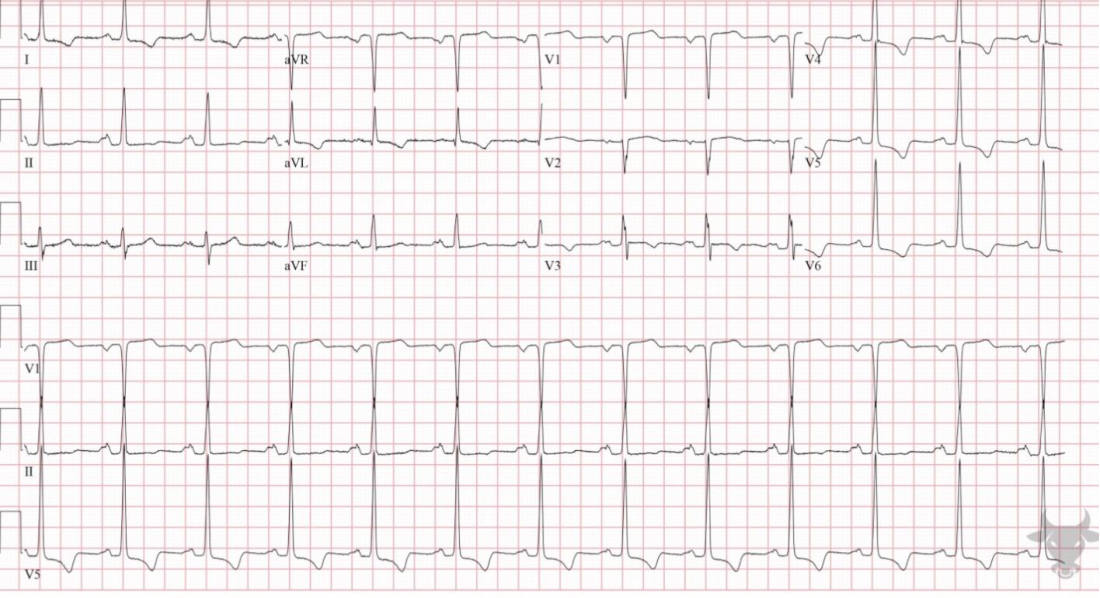 I aVR V1 V4
II aVL V2 V5
III aVF V3 V6
V1
II
V5